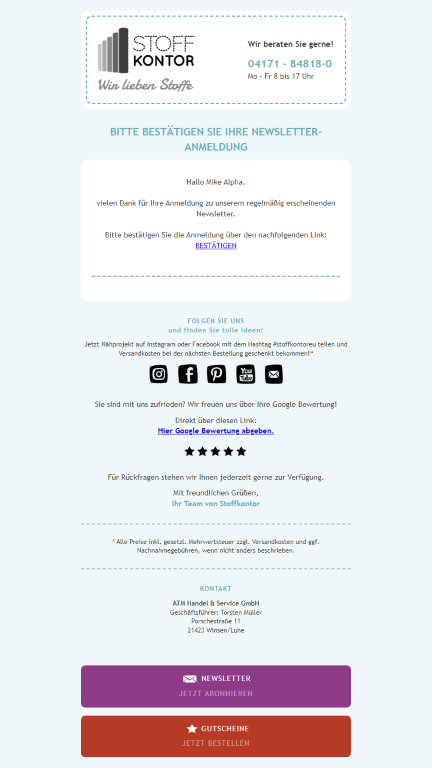 STOFF
KONTOR
Wir lieben Stoffe
Wir beraten Sie gerne!
04171 - 84818-0
Mo - Fr 8 bis 17 Uhr
BITTE BESTÄTIGEN SIE IHRE NEWSLETTER-
ANMELDUNG
Hallo Mike Alpha,
vielen Dank für Ihre Anmeldung zu unserem regelmäßig erscheinenden
Newsletter.
Bitte bestätigen Sie die Anmeldung über den nachfolgenden Link:
BESTÄTIGEN
FOLGEN SIE UNS
und finden Sie tolle Ideen!
Jetzt Nähprojekt auf Instagram oder Facebook mit dem Hashtag #stoffkontoreu teilen und
Versandkosten bei der nächsten Bestellung geschenkt bekommen!*
You
Tube
Sie sind mit uns zufrieden? Wir freuen uns über Ihre Google Bewertung!
Direkt über diesen Link:
Hier Google Bewertung abgeben.
Für Rückfragen stehen wir Ihnen jederzeit gerne zur Verfügung.
Mit freundlichen Grüßen,
Ihr Team von Stoffkontor
* Alle Preise inkl. gesetzl. Mehrwertsteuer zzgl. Versandkosten und ggf.
Nachnahmegebühren, wenn nicht anders beschrieben.
KONTAKT
ATM Handel & Service GmbH
Geschäftsführer: Torsten Müller
Porschestraße 11
21423 Winsen/Luhe
NEWSLETTER
JETZT ABONNIEREN
GUTSCHEINE
JETZT BESTELLEN